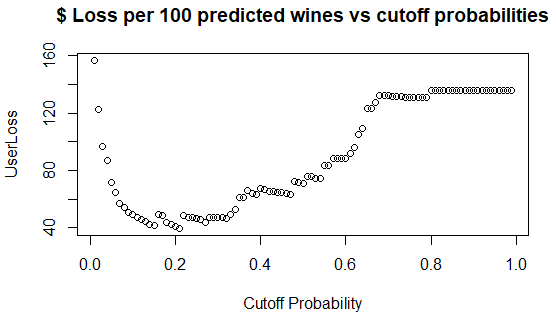 $ Loss per 100 predicted wines vs cutoff probabilities
UserLoss
160
120
80
40
0.0 0.2 0.4 0.6 0.8 1.0
Cutoff Probability